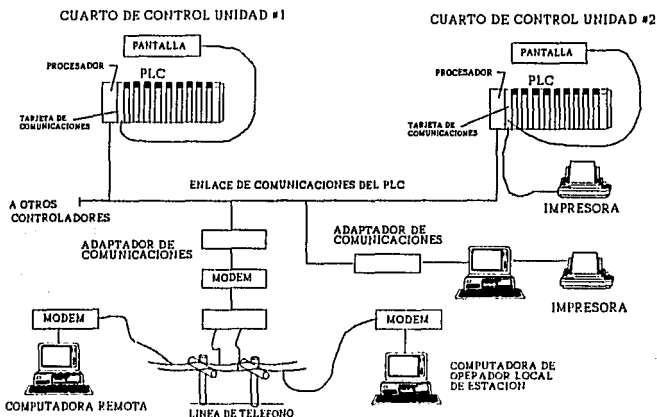 CUARTO DE CONTROL UNIDAD #1
CUARTO DE CONTROL UNIDAD #2
PANTALLA
PROCESADOR
PLC
TARJETA DE
COMUNICACIONES
PANTALLA
PROCESADOR
PLC
TARJETA DE
COMUNICACIONES
ENLACE DE COMUNICACIONES DEL PLC
A OTROS
CONTROLADORES
IMPRESORA
ADAPTADOR DE
COMUNICACIONES
ADAPTADOR DE
COMUNICACIONES
MODEM
IMPRESORA
MODEM
MODEM
COMPUTADORA REMOTA
LINEA DE TELEFONO
COMPUTADORA DE
OPERADOR LOCAL
DE ESTACION